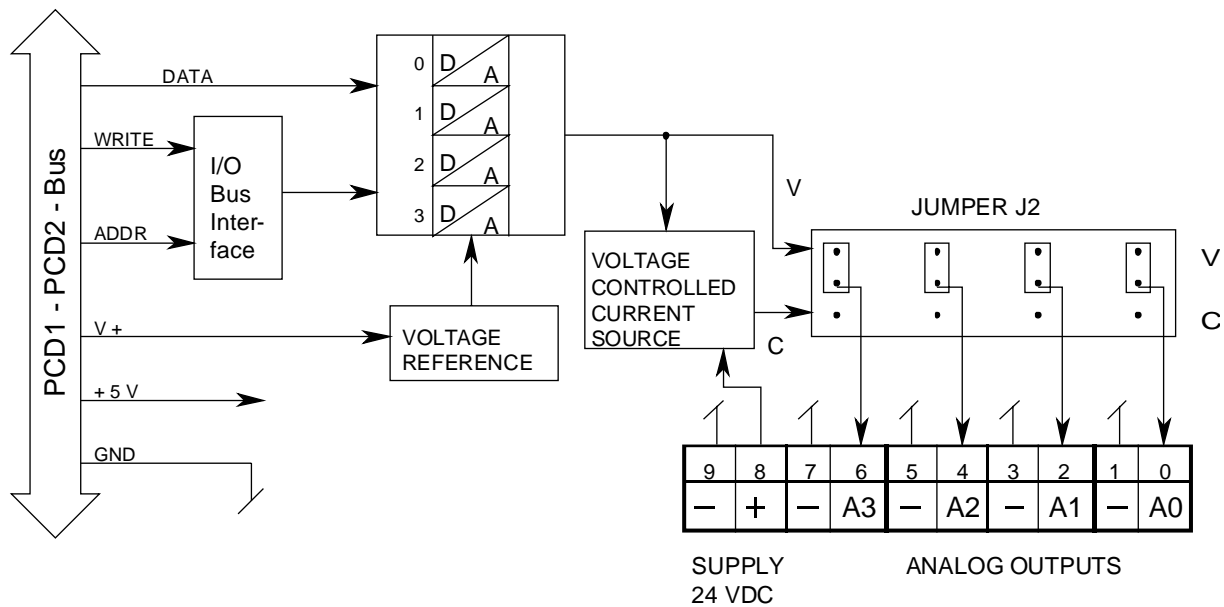 PCD1 - PCD2 - Bus
DATA
WRITE
ADDR
V +
+ 5 V
GND
I/O
Bus
Inter-
face
0 D A
1 D A
2 D A
3 D A
VOLTAGE
REFERENCE
V
VOLTAGE
CONTROLLED
CURRENT
SOURCE
C
JUMPER J2
V
C
9 8 7 6 5 4 3 2 1 0
– + – A3 – A2 – A1 – A0
SUPPLY
24 VDC
ANALOG OUTPUTS